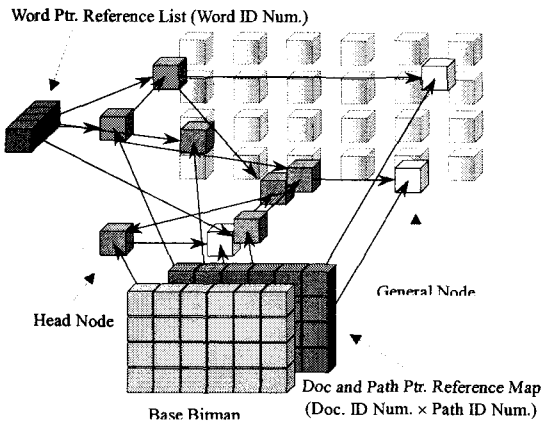 Word Ptr. Reference List (Word ID Num.)
General Node
Head Node
Doc and Path Ptr. Reference Map
(Doc. ID Num. × Path ID Num.)
Base Bitmap